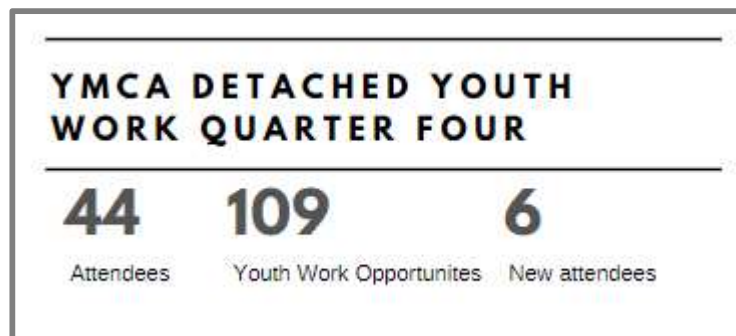 YMCA DETACHED YOUTH
WORK QUARTER FOUR
44 109 6
Attendees Youth Work Opportunites New attendees